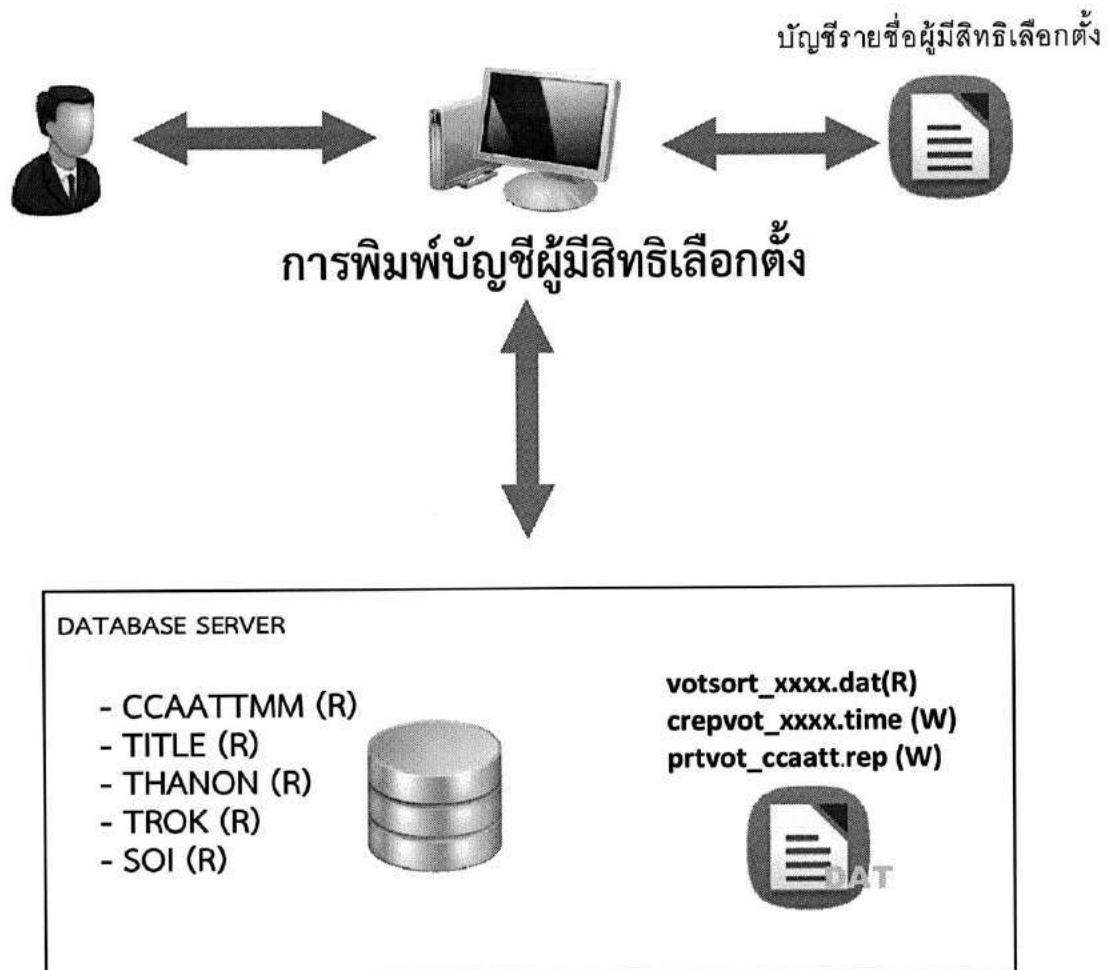 บัญชีรายชื่อผู้มีสิทธิเลือกตั้ง
การพิมพ์บัญชีผู้มีสิทธิเลือกตั้ง
DATABASE SERVER
- CCAATTMM (R)
- TITLE (R)
- THANON (R)
- TROK (R)
- SOI (R)
votsort_xxxx.dat(R)
crepvot_xxxx.time (W)
prtvot_ccaatt.rep (W)
DAT